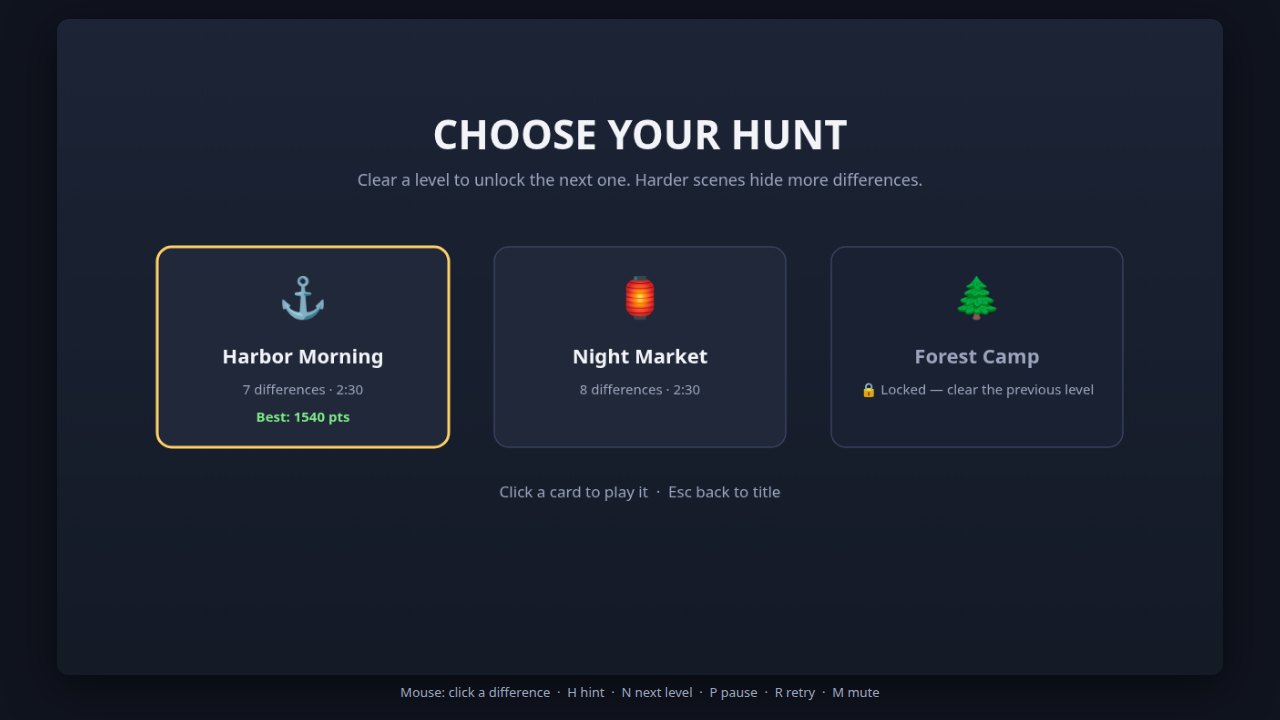 CHOOSE YOUR HUNT
Clear a level to unlock the next one. Harder scenes hide more differences.
Harbor Morning
7 differences · 2:30
Best: 1540 pts
Night Market
8 differences · 2:30
Forest Camp
🔒 Locked — clear the previous level
Click a card to play it · Esc back to title
Mouse: click a difference · H hint · N next level · P pause · R retry · M mute